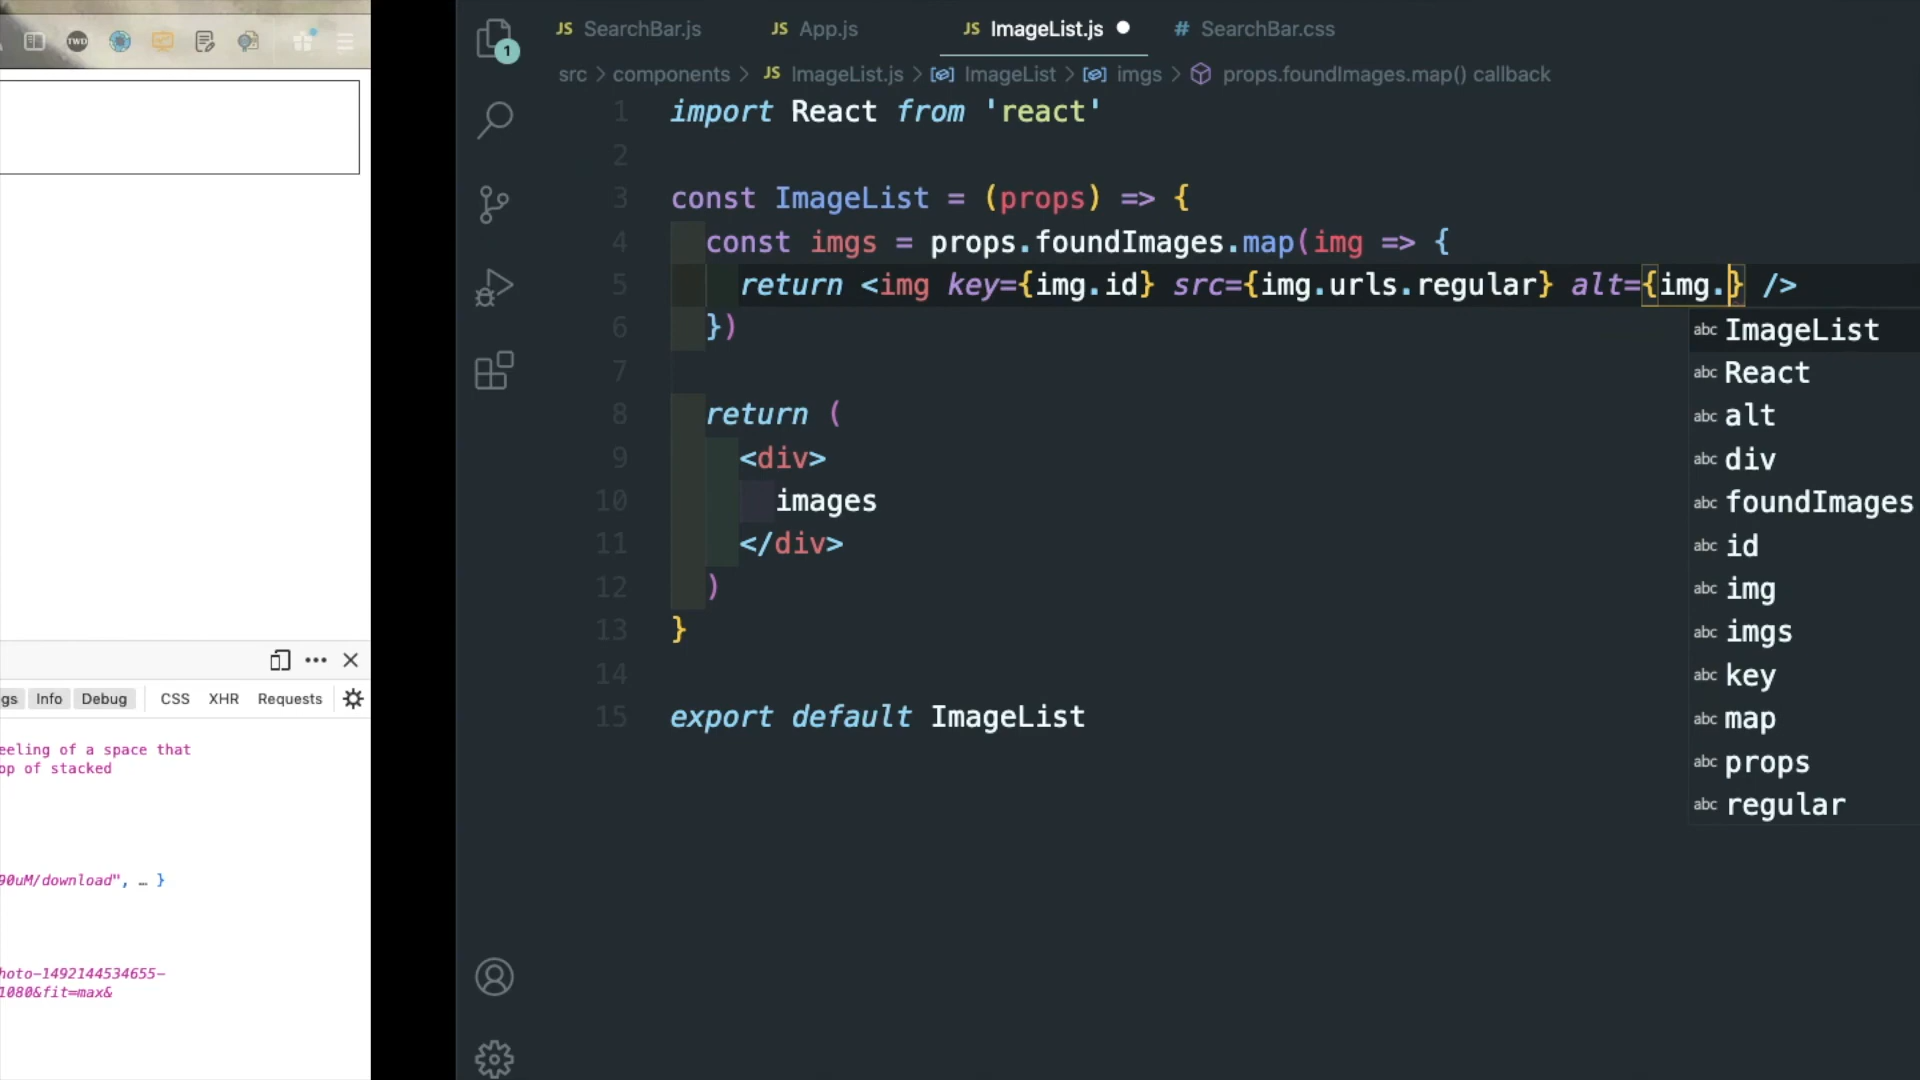 TWD
gs Info Debug CSS XHR Requests
eeling of a space that
op of stacked
90uM/download", … }
hoto-1492144534655-
1080&fit=max&
1
JS SearchBar.js JS App.js JS ImageList.js # SearchBar.css
src > components > JS ImageList.js > ImageList > imgs > props.foundImages.map() callback
1 import React from 'react'
2
3 const ImageList = (props) => {
4 const imgs = props.foundImages.map(img => {
5 return <img key={img.id} src={img.urls.regular} alt={img.} />
6 })
7
8 return (
9 <div>
10 images
11 </div>
12 )
13 }
14
15 export default ImageList
abc ImageList
abc React
abc alt
abc div
abc foundImages
abc id
abc img
abc imgs
abc key
abc map
abc props
abc regular